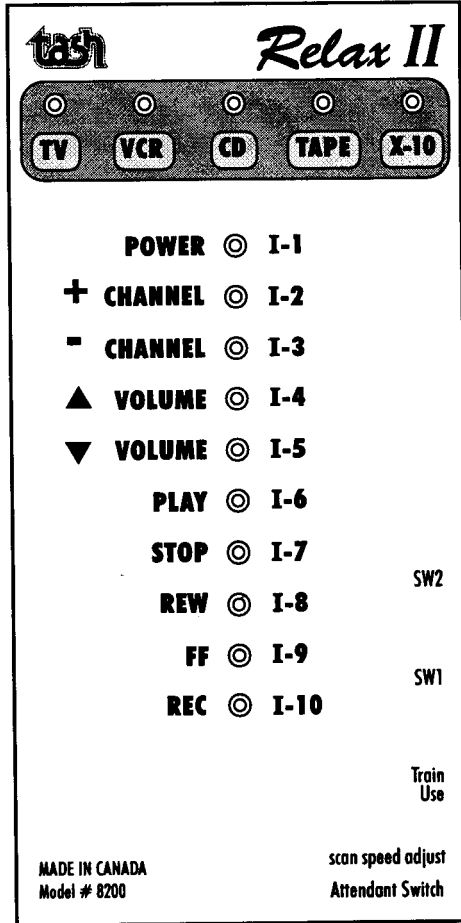 tash Relax II
TV VCR CD TAPE X-10
POWER I-1
+ CHANNEL I-2
- CHANNEL I-3
▲ VOLUME I-4
▼ VOLUME I-5
PLAY I-6
STOP I-7
SW2
REW I-8
FF I-9
SW1
REC I-10
Train
Use
scan speed adjust
MADE IN CANADA
Model # 8200 Attendant Switch